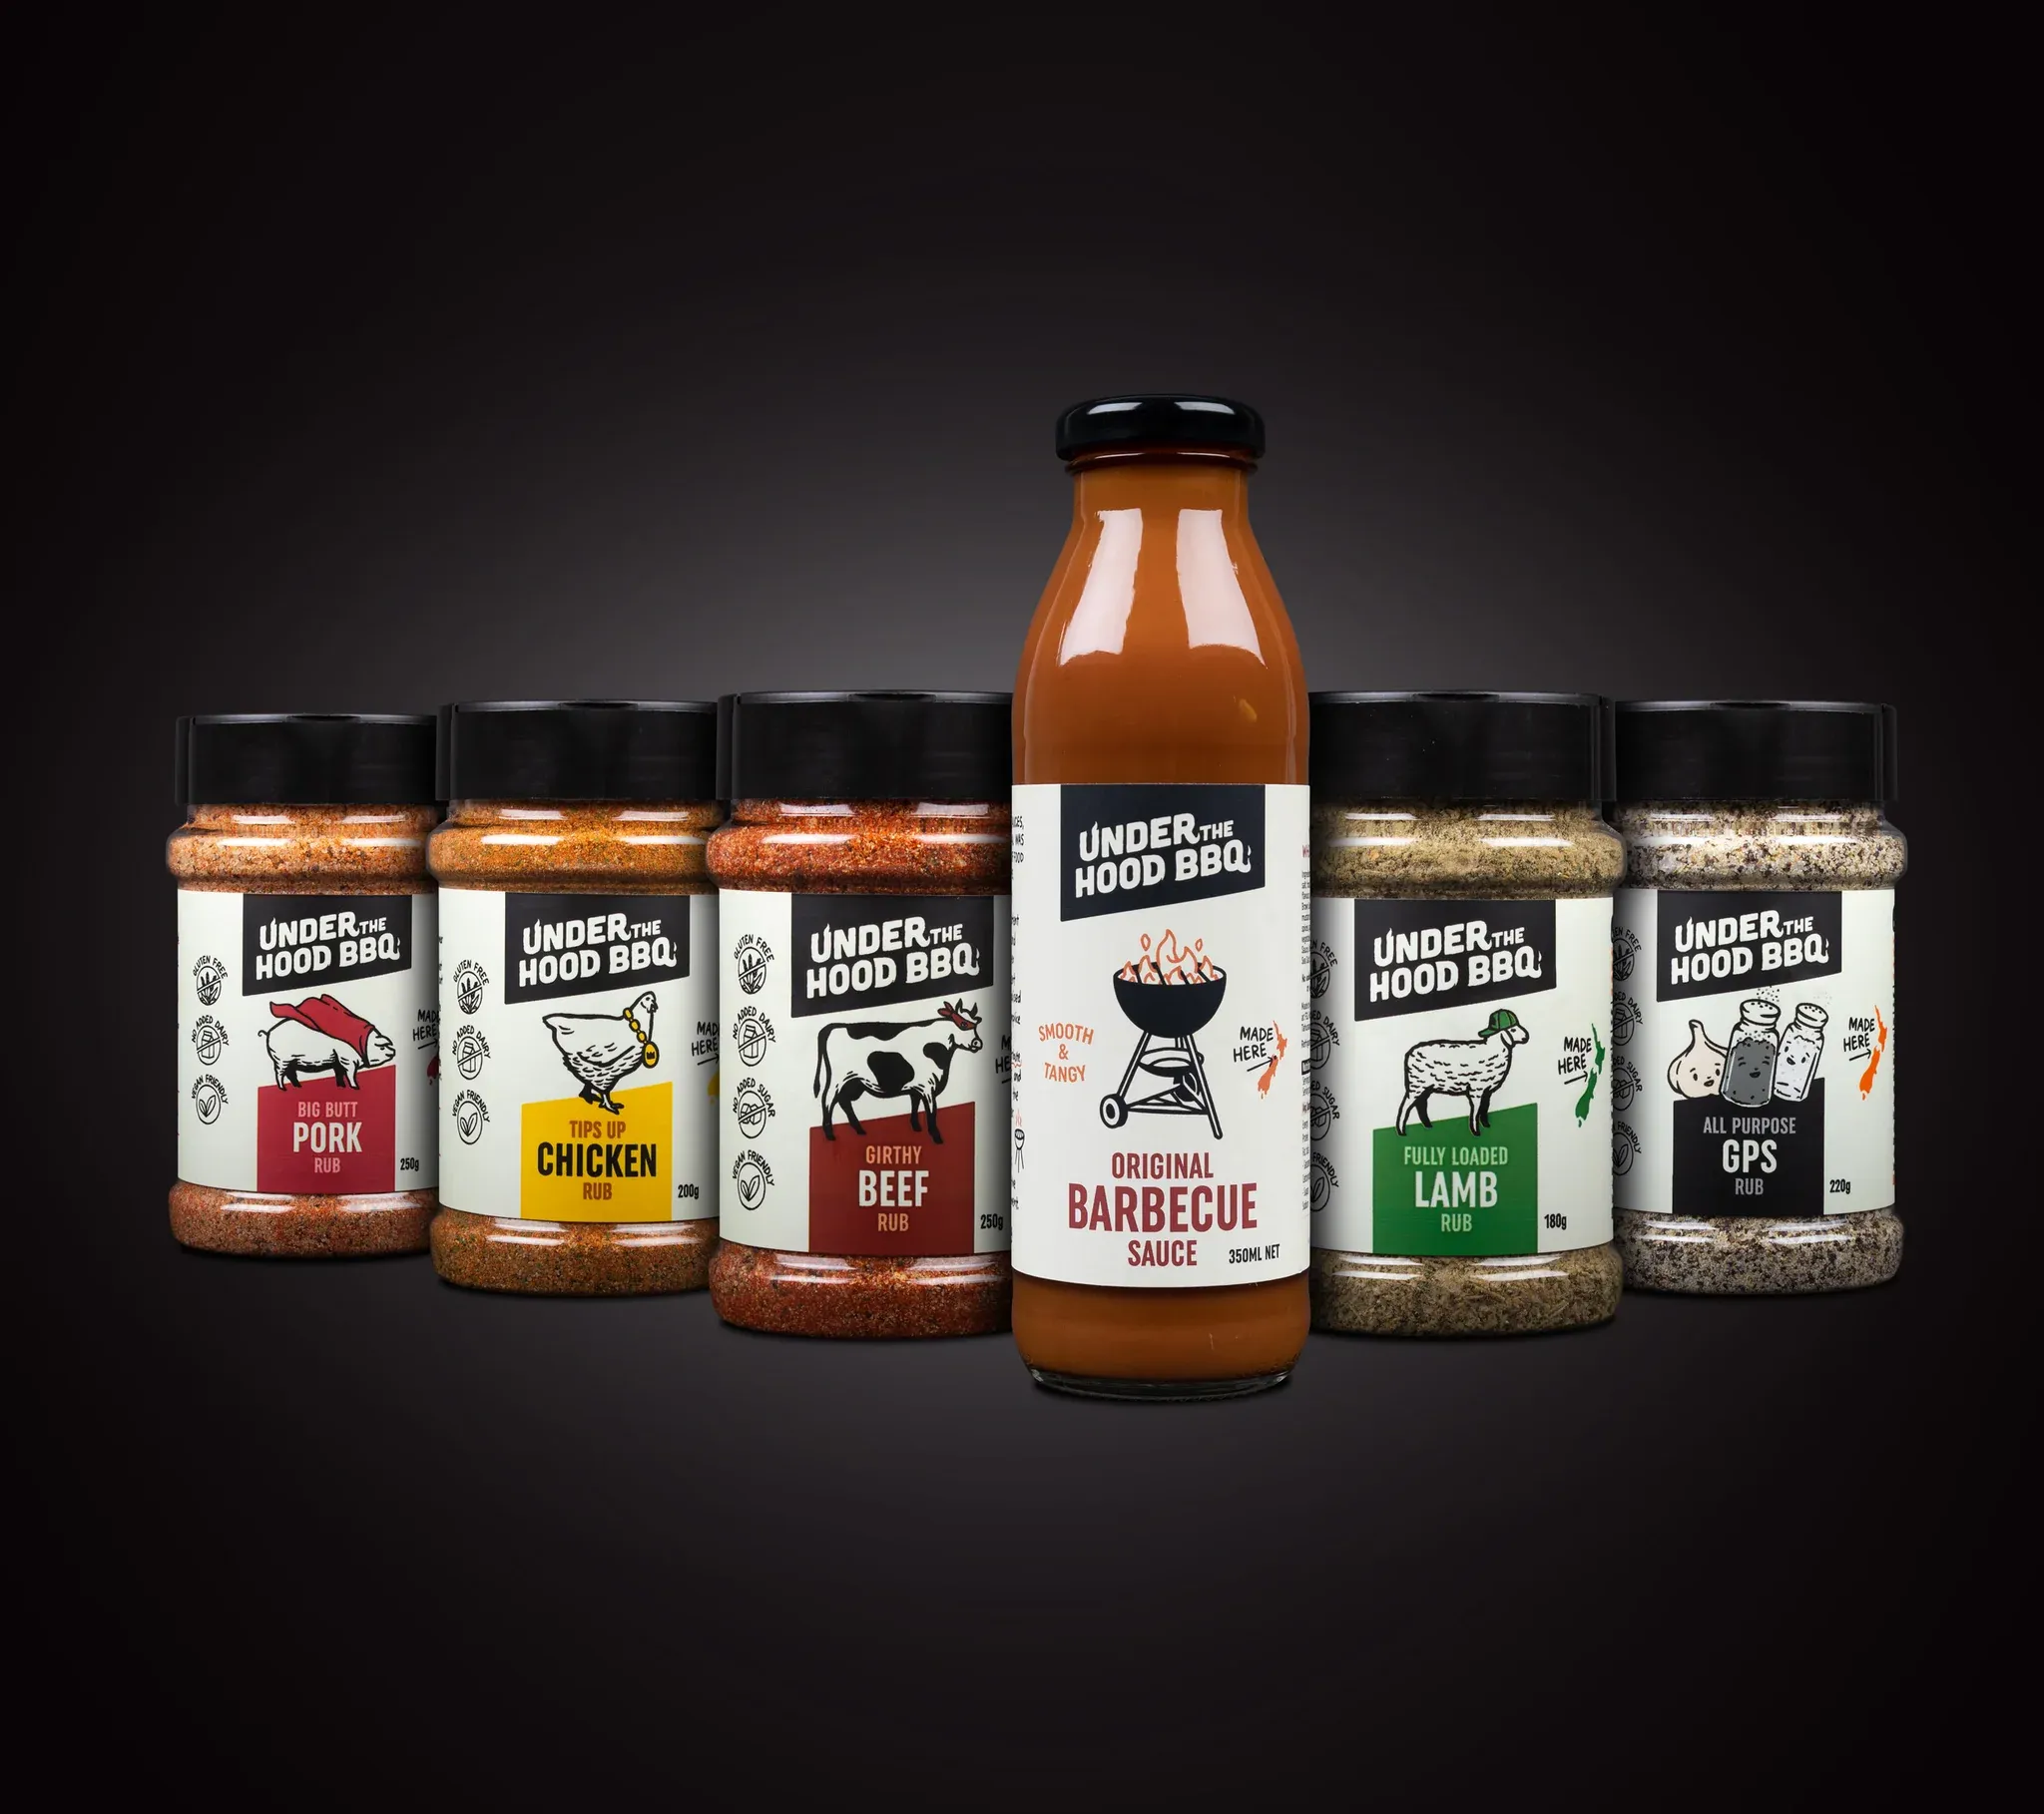 UNDER THE
HOOD BBQ
GLUTEN FREE
NO ADDED DAIRY
VEGAN FRIENDLY
MADE
HERE
BIG BUTT
PORK
RUB
250g
UNDER THE
HOOD BBQ
GLUTEN FREE
NO ADDED DAIRY
VEGAN FRIENDLY
MADE
HERE
TIPS UP
CHICKEN
RUB
200g
UNDER THE
HOOD BBQ
GLUTEN FREE
NO ADDED DAIRY
NO ADDED SUGAR
VEGAN FRIENDLY
GIRTHY
BEEF
RUB
250g
UNDER THE
HOOD BBQ
SMOOTH
&
TANGY
MADE
HERE
ORIGINAL
BARBECUE
SAUCE
350ML NET
UNDER THE
HOOD BBQ
MADE
HERE
FULLY LOADED
LAMB
RUB
180g
UNDER THE
HOOD BBQ
MADE
HERE
ALL PURPOSE
GPS
RUB
220g